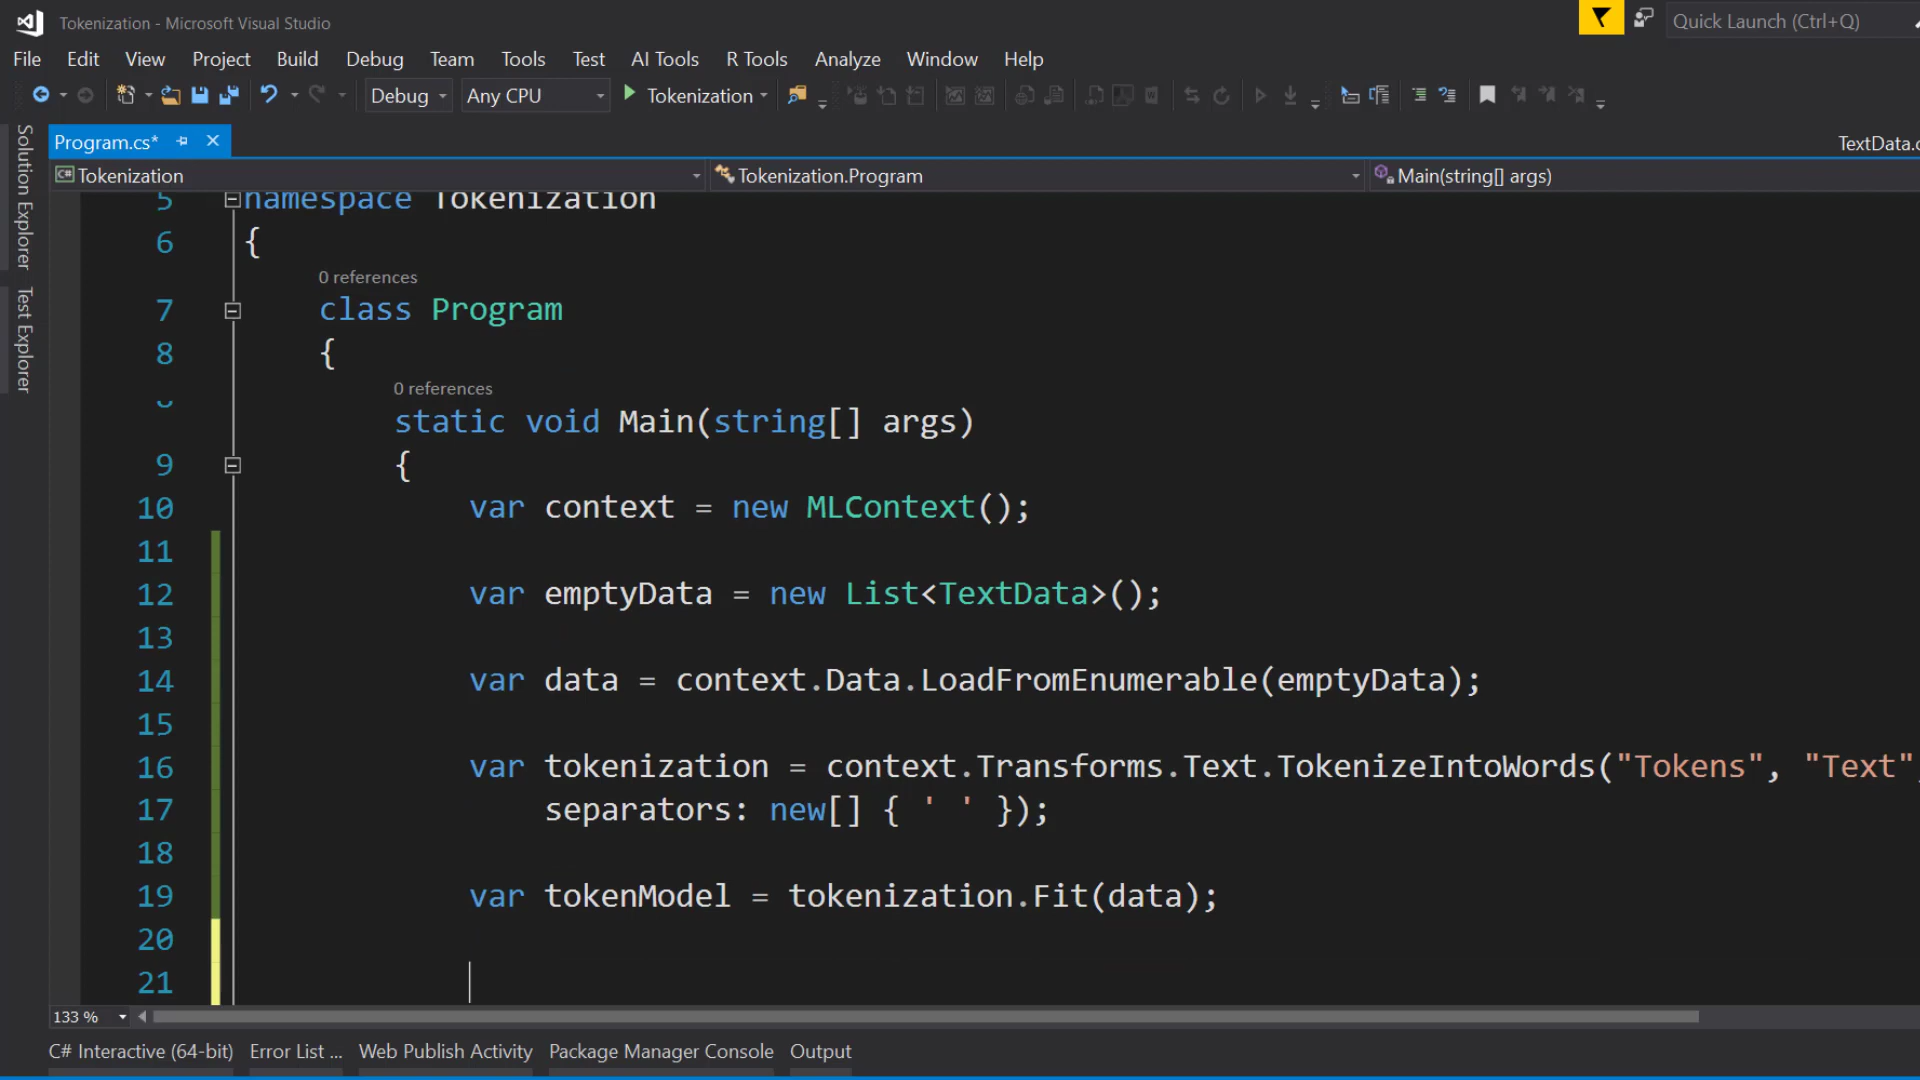 Tokenization - Microsoft Visual Studio
Quick Launch (Ctrl+Q)
File Edit View Project Build Debug Team Tools Test AI Tools R Tools Analyze Window Help
Debug Any CPU Tokenization
Solution Explorer
Test Explorer
Program.cs*
TextData.c
Tokenization Tokenization.Program Main(string[] args)
5 namespace Tokenization
6 {
0 references
7 class Program
8 {
0 references
static void Main(string[] args)
9 {
10 var context = new MLContext();
11
12 var emptyData = new List<TextData>();
13
14 var data = context.Data.LoadFromEnumerable(emptyData);
15
16 var tokenization = context.Transforms.Text.TokenizeIntoWords("Tokens", "Text",
17 separators: new[] { ' ' });
18
19 var tokenModel = tokenization.Fit(data);
20
21
133 %
C# Interactive (64-bit) Error List ... Web Publish Activity Package Manager Console Output